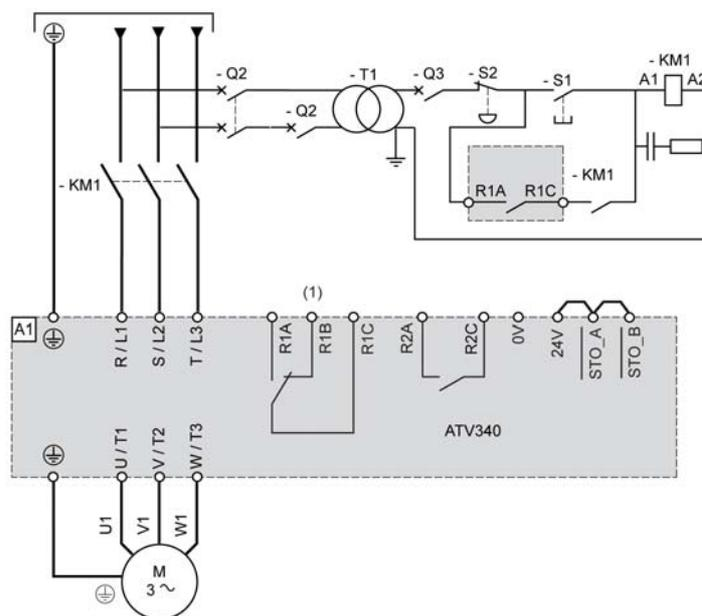 - KM1
- Q2
- T1
- Q3
- S2
- S1
A1
A2
- Q2
- KM1
R1A
R1C
- KM1
(1)
A1
R / L1
S / L2
T / L3
R1A
R1B
R1C
R2A
R2C
0V
24V
STO_A
STO_B
ATV340
U / T1
V / T2
W / T3
U1
V1
W1
M
3 ~